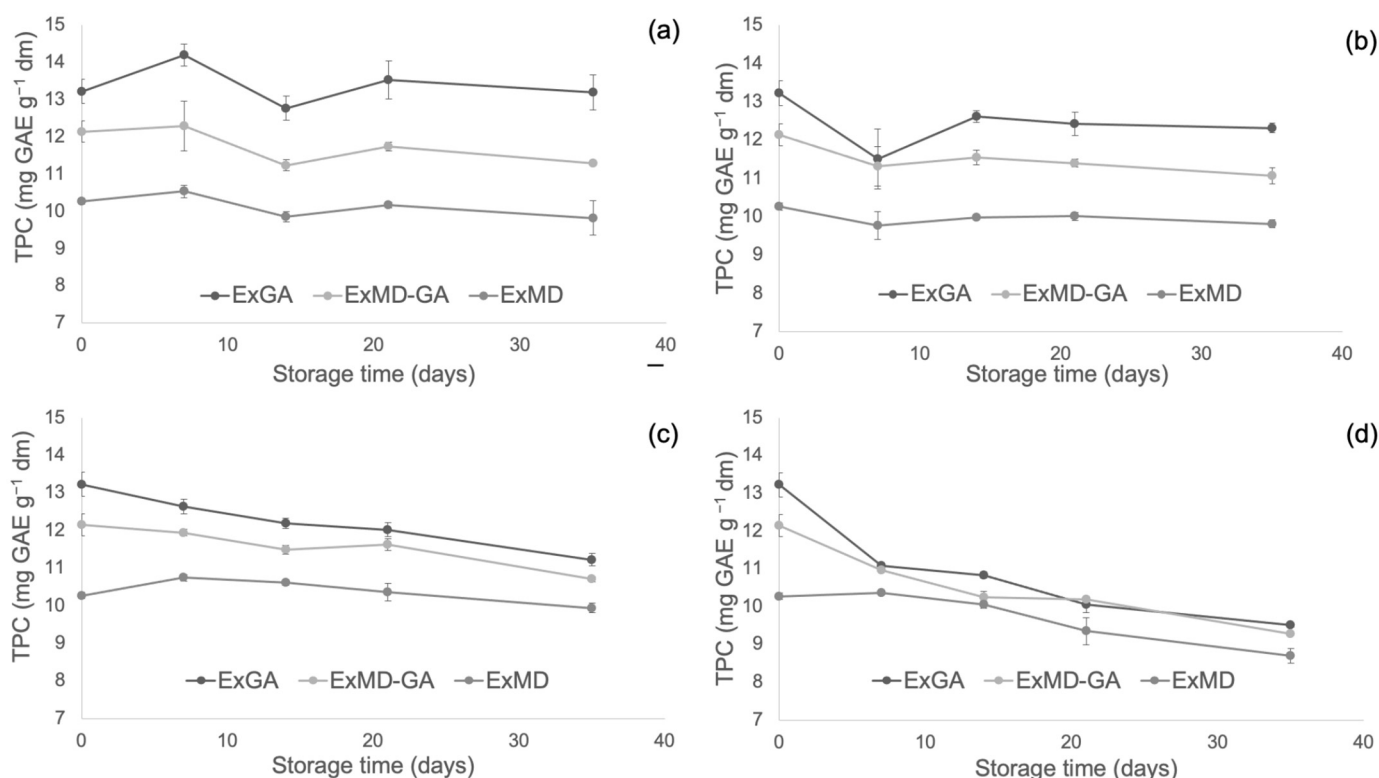 (a)
TPC (mg GAE g⁻¹ dm)
15
14
13
12
11
10
9
8
7
ExGA ExMD-GA ExMD
0 10 20 30 40
Storage time (days)
(b)
TPC (mg GAE g⁻¹ dm)
15
14
13
12
11
10
9
8
7
ExGA ExMD-GA ExMD
0 10 20 30 40
Storage time (days)
(c)
TPC (mg GAE g⁻¹ dm)
15
14
13
12
11
10
9
8
7
ExGA ExMD-GA ExMD
0 10 20 30 40
Storage time (days)
(d)
TPC (mg GAE g⁻¹ dm)
15
14
13
12
11
10
9
8
7
ExGA ExMD-GA ExMD
0 10 20 30 40
Storage time (days)